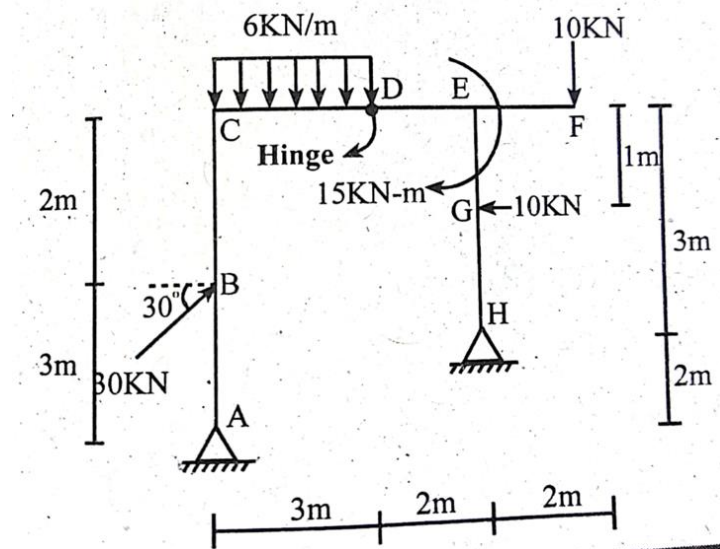 6KN/m
10KN
D
E
C
F
Hinge
1m
15KN-m
2m
G
10KN
3m
B
30°
H
3m
30KN
2m
A
3m
2m
2m